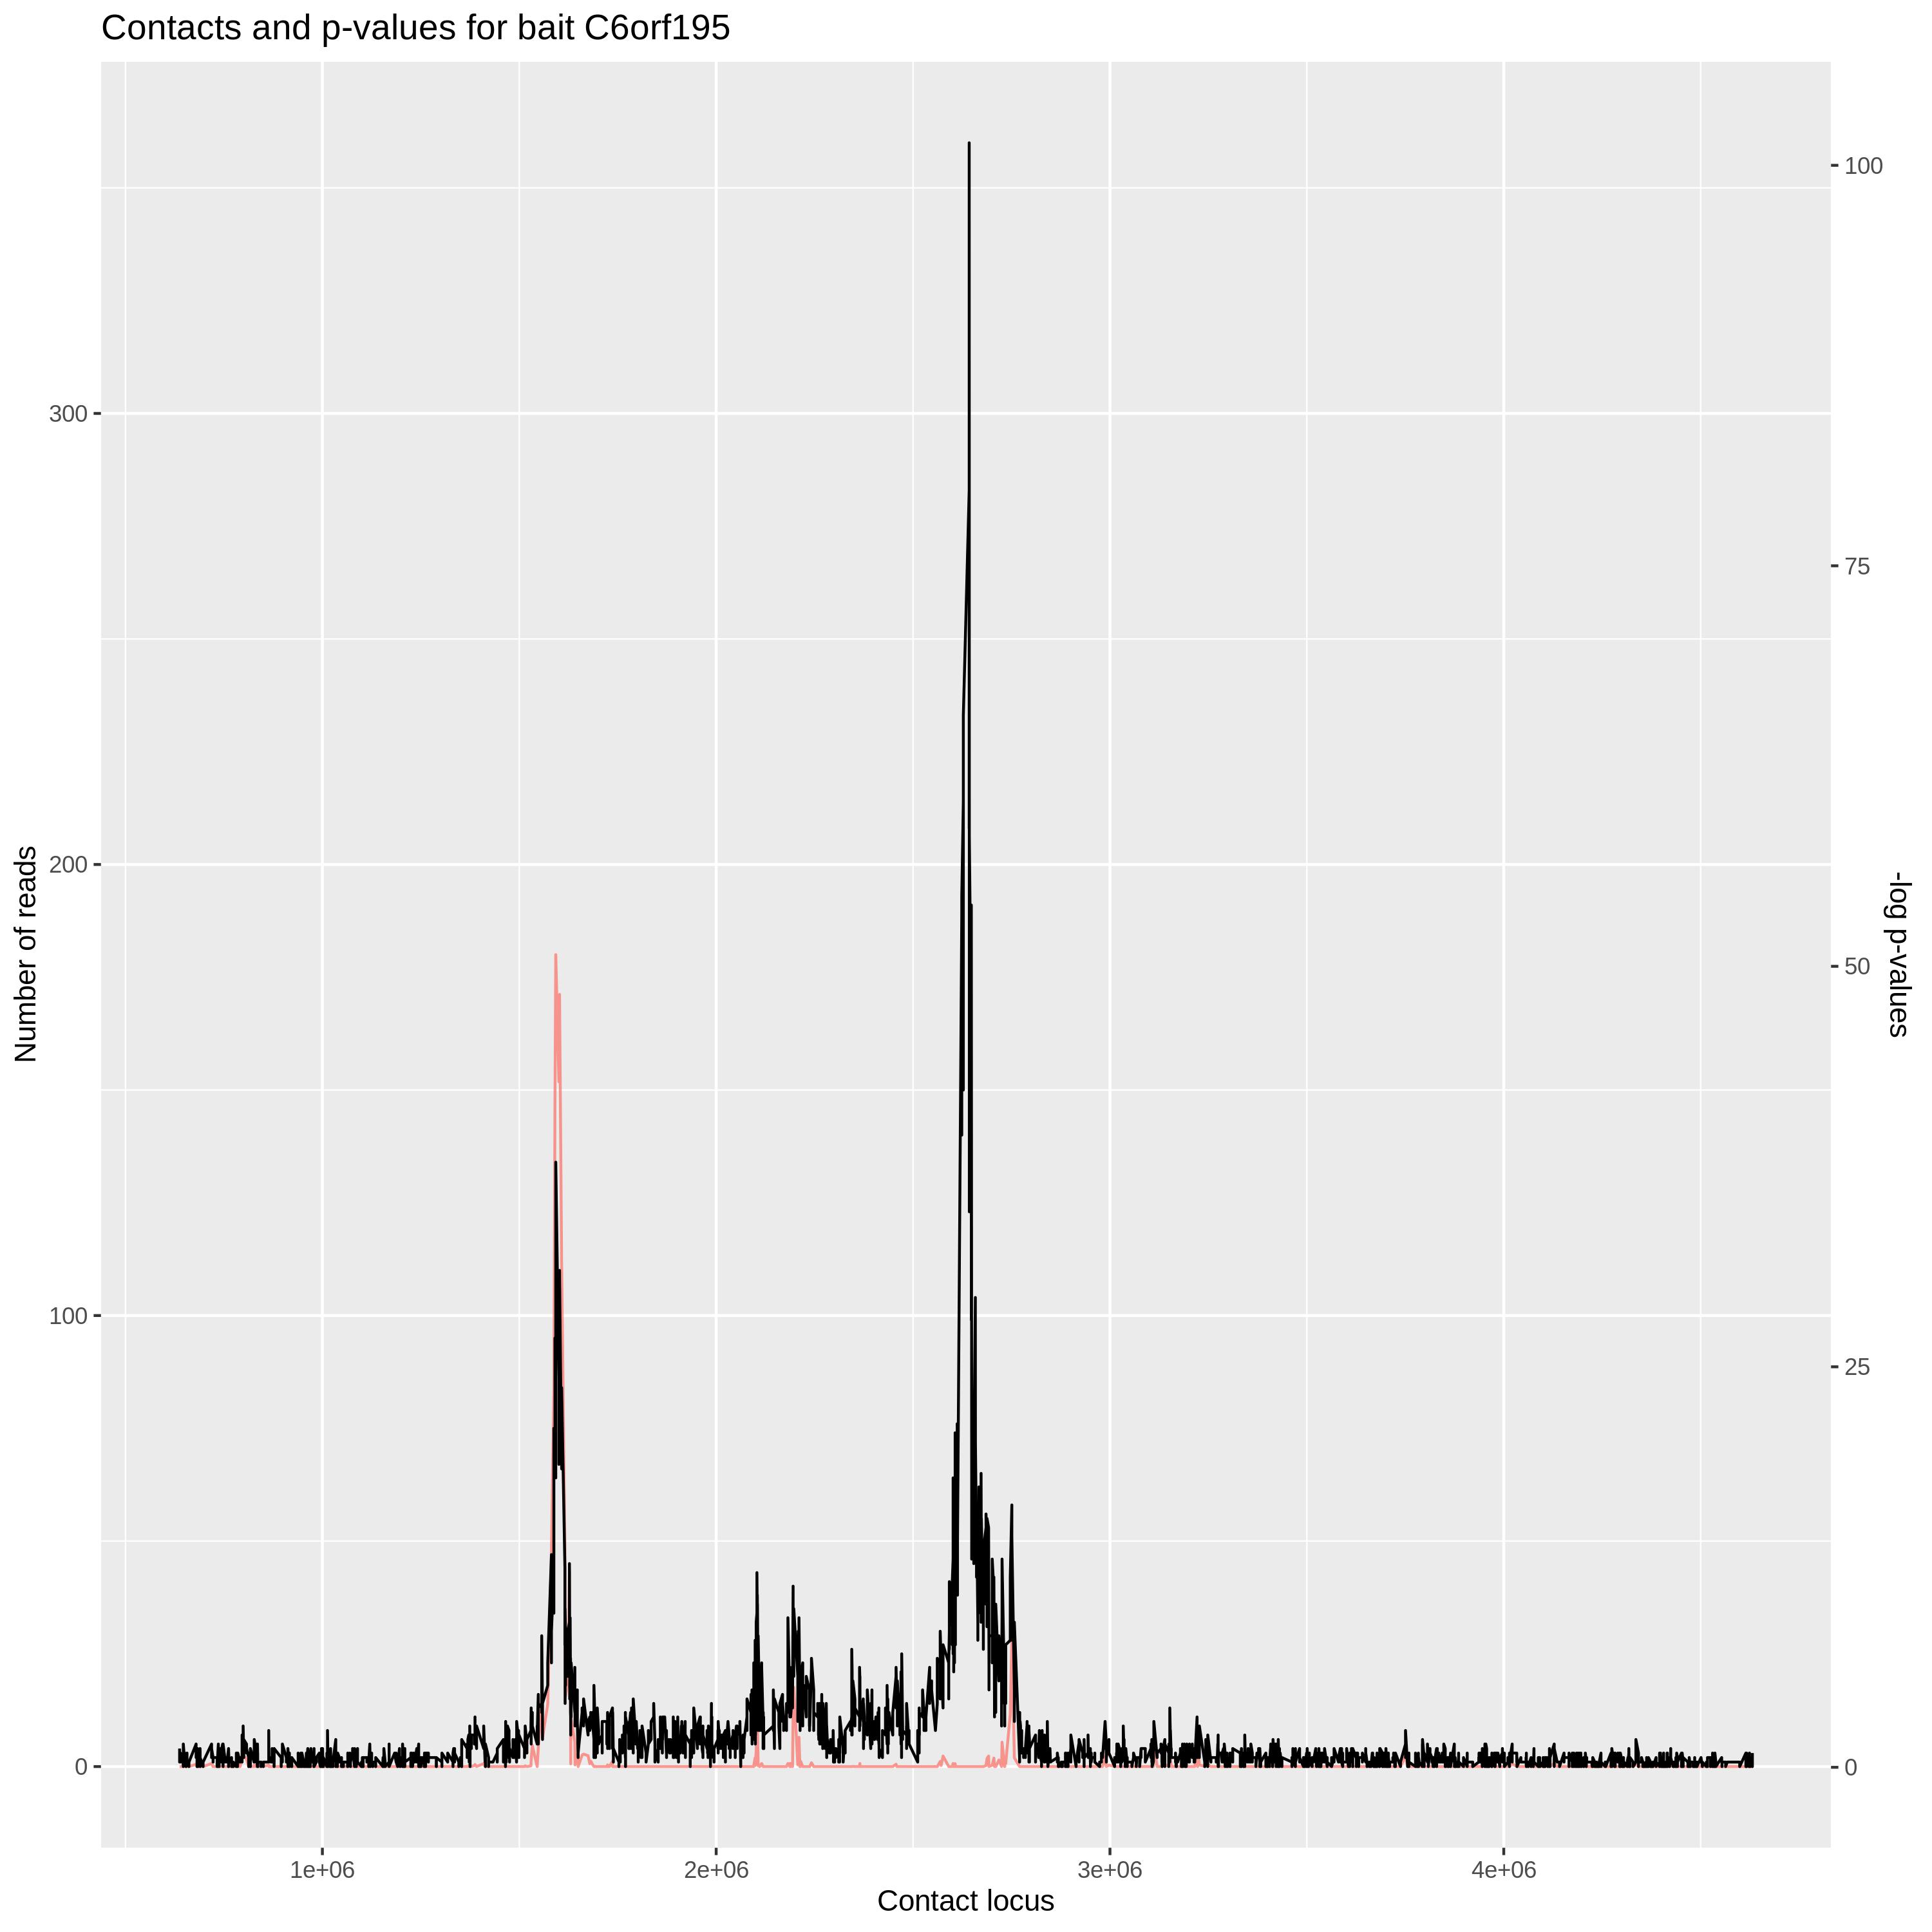 Contacts and p-values for bait C6orf195
Number of reads
300
200
100
0
100
75
50
25
0
-log p-values
1e+06
2e+06
3e+06
4e+06
Contact locus